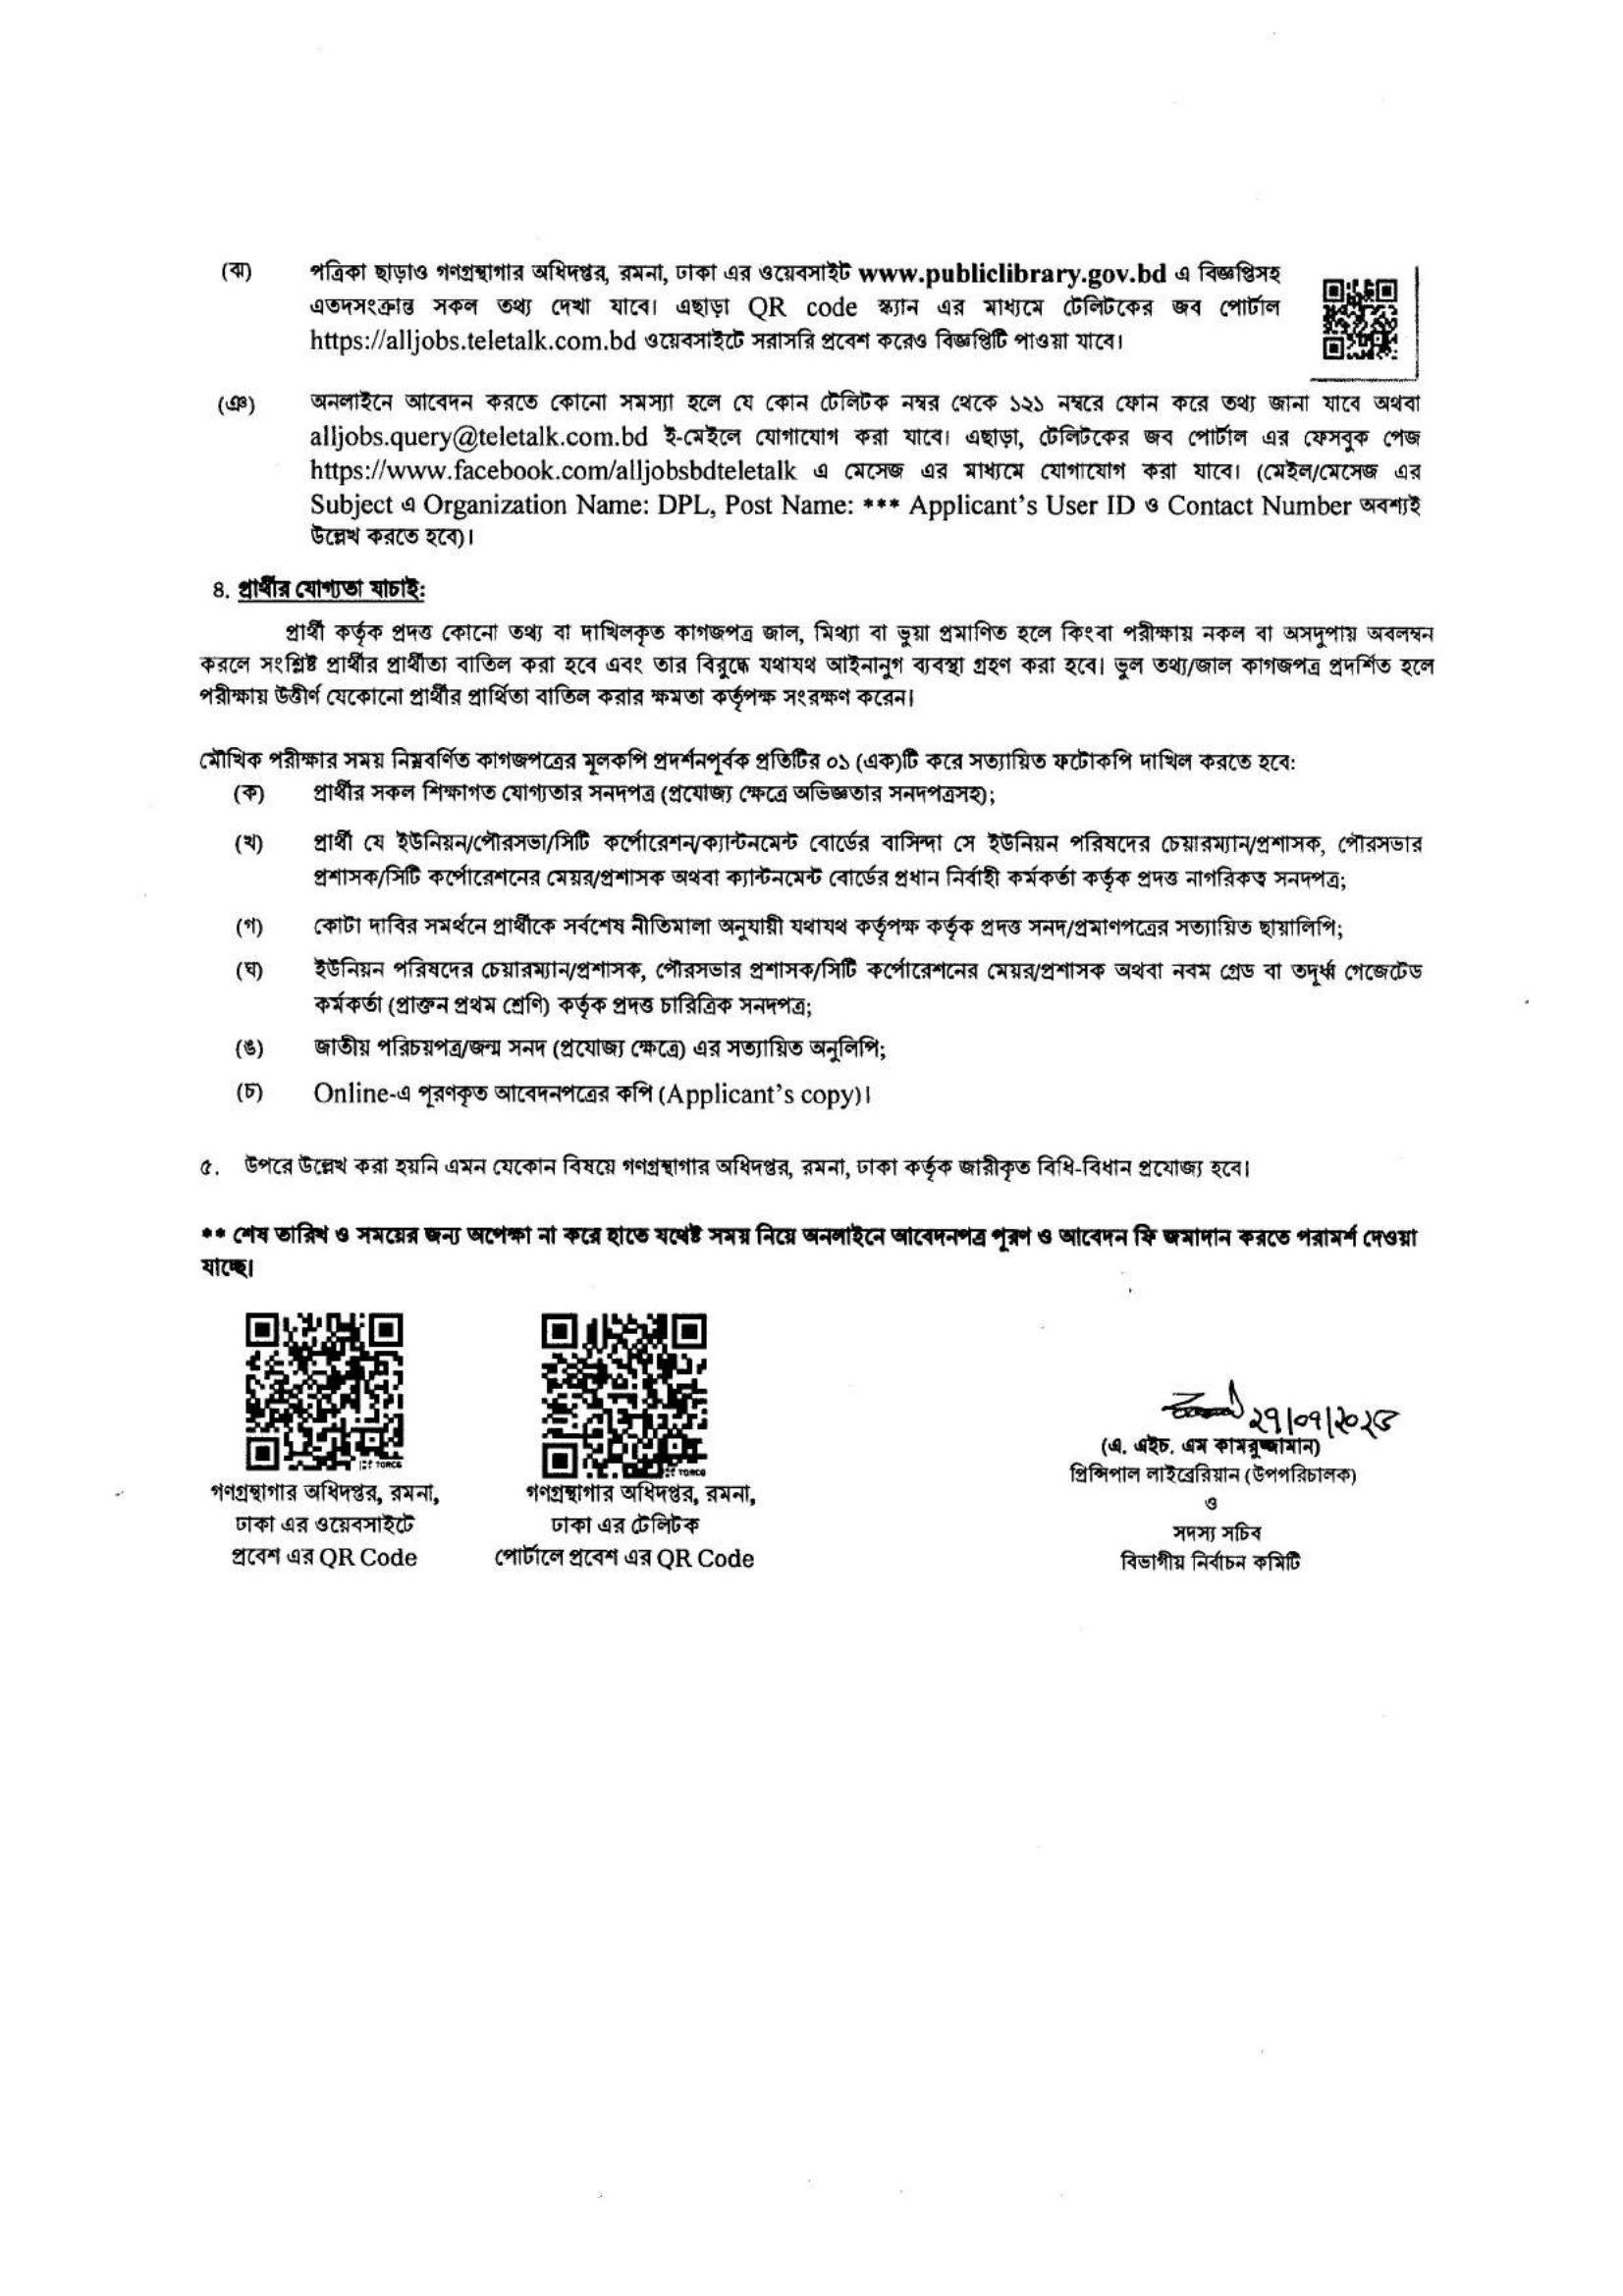 (ঝ) পত্রিকা ছাড়াও গণগ্রন্থাগার অধিদপ্তর, রমনা, ঢাকা এর ওয়েবসাইট www.publiclibrary.gov.bd এ বিজ্ঞপ্তিসহ
এতদসংক্রান্ত সকল তথ্য দেখা যাবে। এছাড়া QR code স্ক্যান এর মাধ্যমে টেলিটকের জব পোর্টাল
https://alljobs.teletalk.com.bd ওয়েবসাইটে সরাসরি প্রবেশ করেও বিজ্ঞপ্তিটি পাওয়া যাবে।
(ঞ) অনলাইনে আবেদন করতে কোনো সমস্যা হলে যে কোন টেলিটক নম্বর থেকে ১২১ নম্বরে ফোন করে তথ্য জানা যাবে অথবা
alljobs.query@teletalk.com.bd ই-মেইলে যোগাযোগ করা যাবে। এছাড়া, টেলিটকের জব পোর্টাল এর ফেসবুক পেজ
https://www.facebook.com/alljobsbdteletalk এ মেসেজ এর মাধ্যমে যোগাযোগ করা যাবে। (মেইল/মেসেজ এর
Subject এ Organization Name: DPL, Post Name: *** Applicant's User ID ও Contact Number অবশ্যই
উল্লেখ করতে হবে)।
৪. প্রার্থীর যোগ্যতা যাচাই:
প্রার্থী কর্তৃক প্রদত্ত কোনো তথ্য বা দাখিলকৃত কাগজপত্র জাল, মিথ্যা বা ভুয়া প্রমাণিত হলে কিংবা পরীক্ষায় নকল বা অসদুপায় অবলম্বন
করলে সংশ্লিষ্ট প্রার্থীর প্রার্থীতা বাতিল করা হবে এবং তার বিরুদ্ধে যথাযথ আইনানুগ ব্যবস্থা গ্রহণ করা হবে। ভুল তথ্য/জাল কাগজপত্র প্রদর্শিত হলে
পরীক্ষায় উত্তীর্ণ যেকোনো প্রার্থীর প্রার্থিতা বাতিল করার ক্ষমতা কর্তৃপক্ষ সংরক্ষণ করেন।
মৌখিক পরীক্ষার সময় নিম্নবর্ণিত কাগজপত্রের মূলকপি প্রদর্শনপূর্বক প্রতিটির ০১ (এক)টি করে সত্যায়িত ফটোকপি দাখিল করতে হবে:
(ক) প্রার্থীর সকল শিক্ষাগত যোগ্যতার সনদপত্র (প্রযোজ্য ক্ষেত্রে অভিজ্ঞতার সনদপত্রসহ);
(খ) প্রার্থী যে ইউনিয়ন/পৌরসভা/সিটি কর্পোরেশন/ক্যান্টনমেন্ট বোর্ডের বাসিন্দা সে ইউনিয়ন পরিষদের চেয়ারম্যান/প্রশাসক, পৌরসভার
প্রশাসক/সিটি কর্পোরেশনের মেয়র/প্রশাসক অথবা ক্যান্টনমেন্ট বোর্ডের প্রধান নির্বাহী কর্মকর্তা কর্তৃক প্রদত্ত নাগরিকত্ব সনদপত্র;
(গ) কোটা দাবির সমর্থনে প্রার্থীকে সর্বশেষ নীতিমালা অনুযায়ী যথাযথ কর্তৃপক্ষ কর্তৃক প্রদত্ত সনদ/প্রমাণপত্রের সত্যায়িত ছায়ালিপি;
(ঘ) ইউনিয়ন পরিষদের চেয়ারম্যান/প্রশাসক, পৌরসভার প্রশাসক/সিটি কর্পোরেশনের মেয়র/প্রশাসক অথবা নবম গ্রেড বা তদূর্ধ্ব গেজেটেড
কর্মকর্তা (প্রাক্তন প্রথম শ্রেণি) কর্তৃক প্রদত্ত চারিত্রিক সনদপত্র;
(ঙ) জাতীয় পরিচয়পত্র/জন্ম সনদ (প্রযোজ্য ক্ষেত্রে) এর সত্যায়িত অনুলিপি;
(চ) Online-এ পূরণকৃত আবেদনপত্রের কপি (Applicant's copy)।
৫. উপরে উল্লেখ করা হয়নি এমন যেকোন বিষয়ে গণগ্রন্থাগার অধিদপ্তর, রমনা, ঢাকা কর্তৃক জারীকৃত বিধি-বিধান প্রযোজ্য হবে।
** শেষ তারিখ ও সময়ের জন্য অপেক্ষা না করে হাতে যথেষ্ট সময় নিয়ে অনলাইনে আবেদনপত্র পূরণ ও আবেদন ফি জমাদান করতে পরামর্শ দেওয়া
যাচ্ছে।
গণগ্রন্থাগার অধিদপ্তর, রমনা,
ঢাকা এর ওয়েবসাইটে
প্রবেশ এর QR Code
গণগ্রন্থাগার অধিদপ্তর, রমনা,
ঢাকা এর টেলিটক
পোর্টালে প্রবেশ এর QR Code
২৭/০৭/২০২৫
(এ. এইচ. এম কামরুজ্জামান)
প্রিন্সিপাল লাইব্রেরিয়ান (উপপরিচালক)
ও
সদস্য সচিব
বিভাগীয় নির্বাচন কমিটি